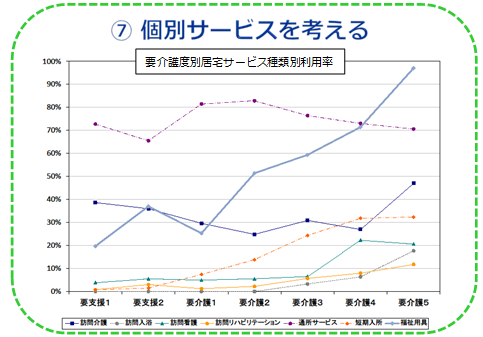 ⑦ 個別サービスを考える
要介護度別居宅サービス種類別利用率
100%
90%
80%
70%
60%
50%
40%
30%
20%
10%
0%
要支援1 要支援2 要介護1 要介護2 要介護3 要介護4 要介護5
訪問介護 訪問入浴 訪問看護 訪問リハビリテーション 通所サービス 短期入所 福祉用具